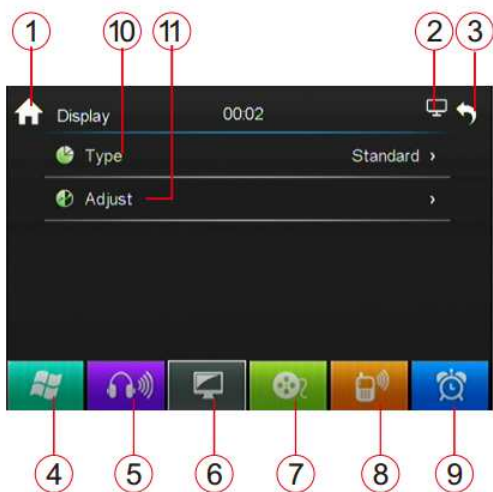 1 10 11 2 3
Display 00:02
Type Standard ›
Adjust ›
4 5 6 7 8 9